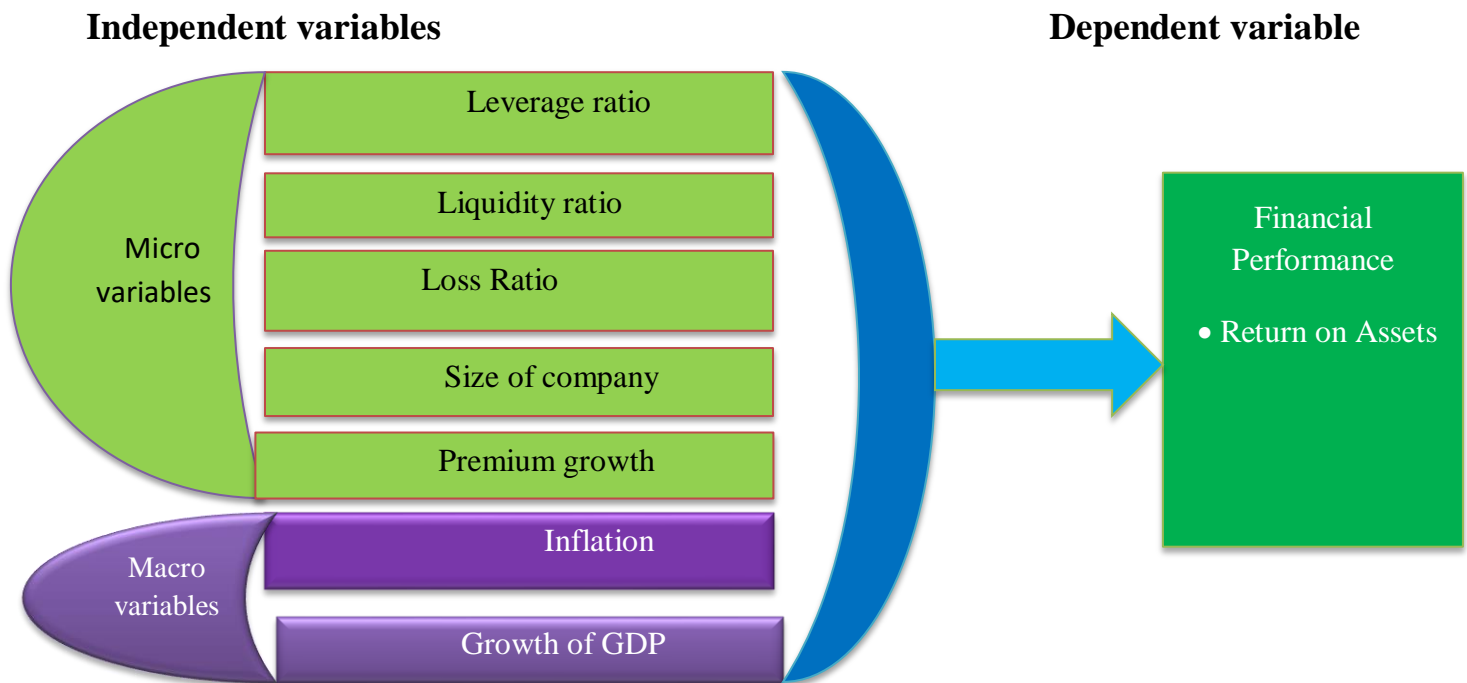 Independent variables
Dependent variable
Micro
variables
Leverage ratio
Liquidity ratio
Loss Ratio
Size of company
Premium growth
Macro
variables
Inflation
Growth of GDP
Financial
Performance
• Return on Assets